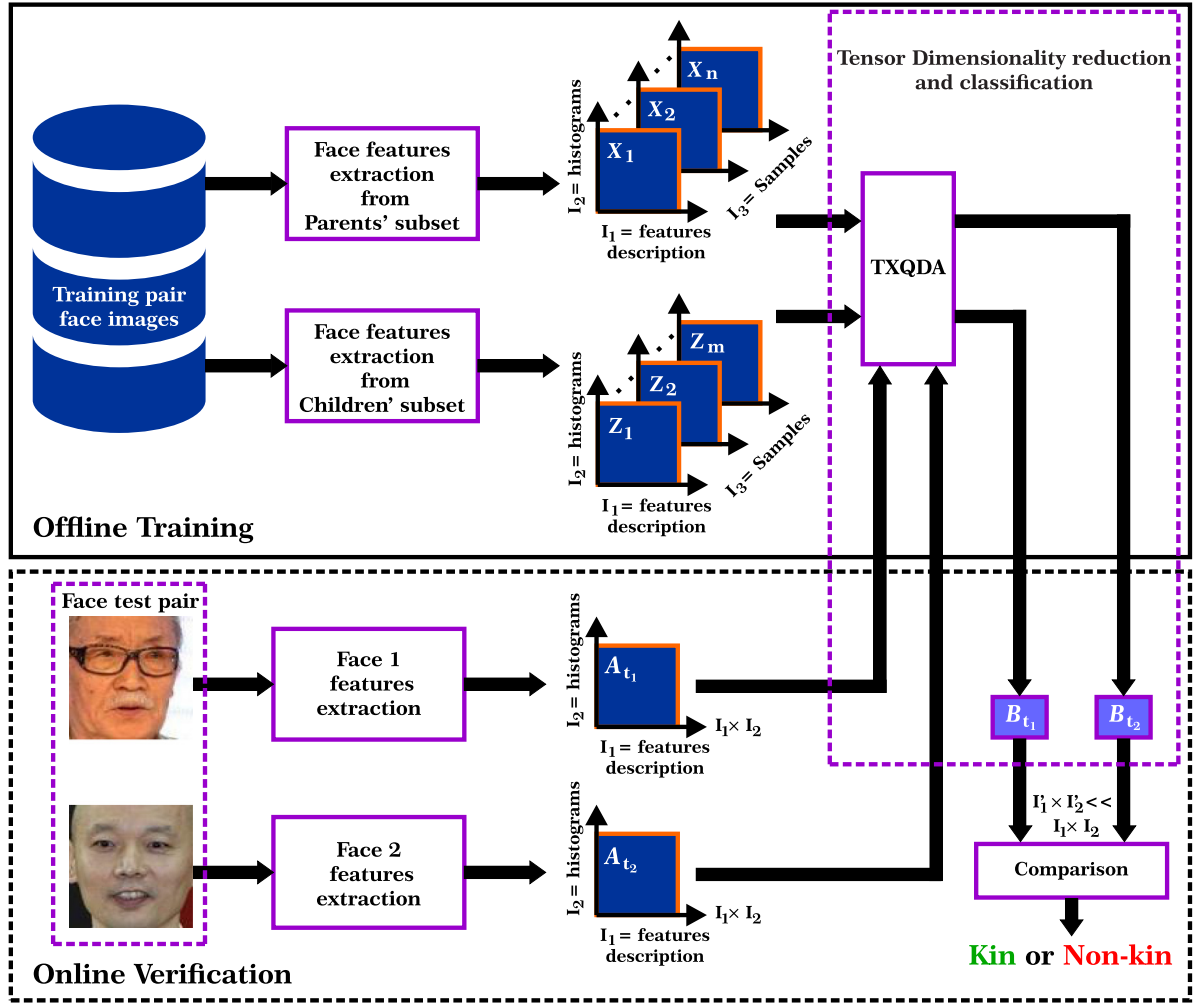 Tensor Dimensionality reduction
and classification
Training pair
face images
Face features
extraction
from
Parents’ subset
I₂= histograms
X₁
X₂
Xₙ
I₃= Samples
I₁= features
description
TXQDA
Face features
extraction
from
Children’ subset
I₂= histograms
Z₁
Z₂
Zₘ
I₃= Samples
I₁= features
description
Offline Training
Face test pair
Face 1
features
extraction
I₂= histograms
Aₜ₁
I₁× I₂
I₁= features
description
Bₜ₁
Bₜ₂
Face 2
features
extraction
I₂= histograms
Aₜ₂
I₁× I₂
I₁= features
description
I'₁× I'₂<<
I₁× I₂
Comparison
Kin or Non-kin
Online Verification